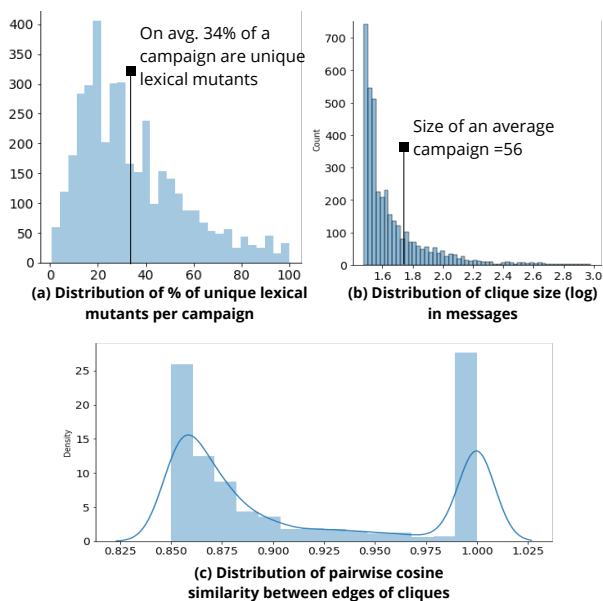 On avg. 34% of a
campaign are unique
lexical mutants
400
350
300
250
200
150
100
50
0
0 20 40 60 80 100
(a) Distribution of % of unique lexical
mutants per campaign
Size of an average
campaign =56
Count
700
600
500
400
300
200
100
0
1.6 1.8 2.0 2.2 2.4 2.6 2.8 3.0
(b) Distribution of clique size (log)
in messages
Density
25
20
15
10
5
0
0.825 0.850 0.875 0.900 0.925 0.950 0.975 1.000 1.025
(c) Distribution of pairwise cosine
similarity between edges of cliques